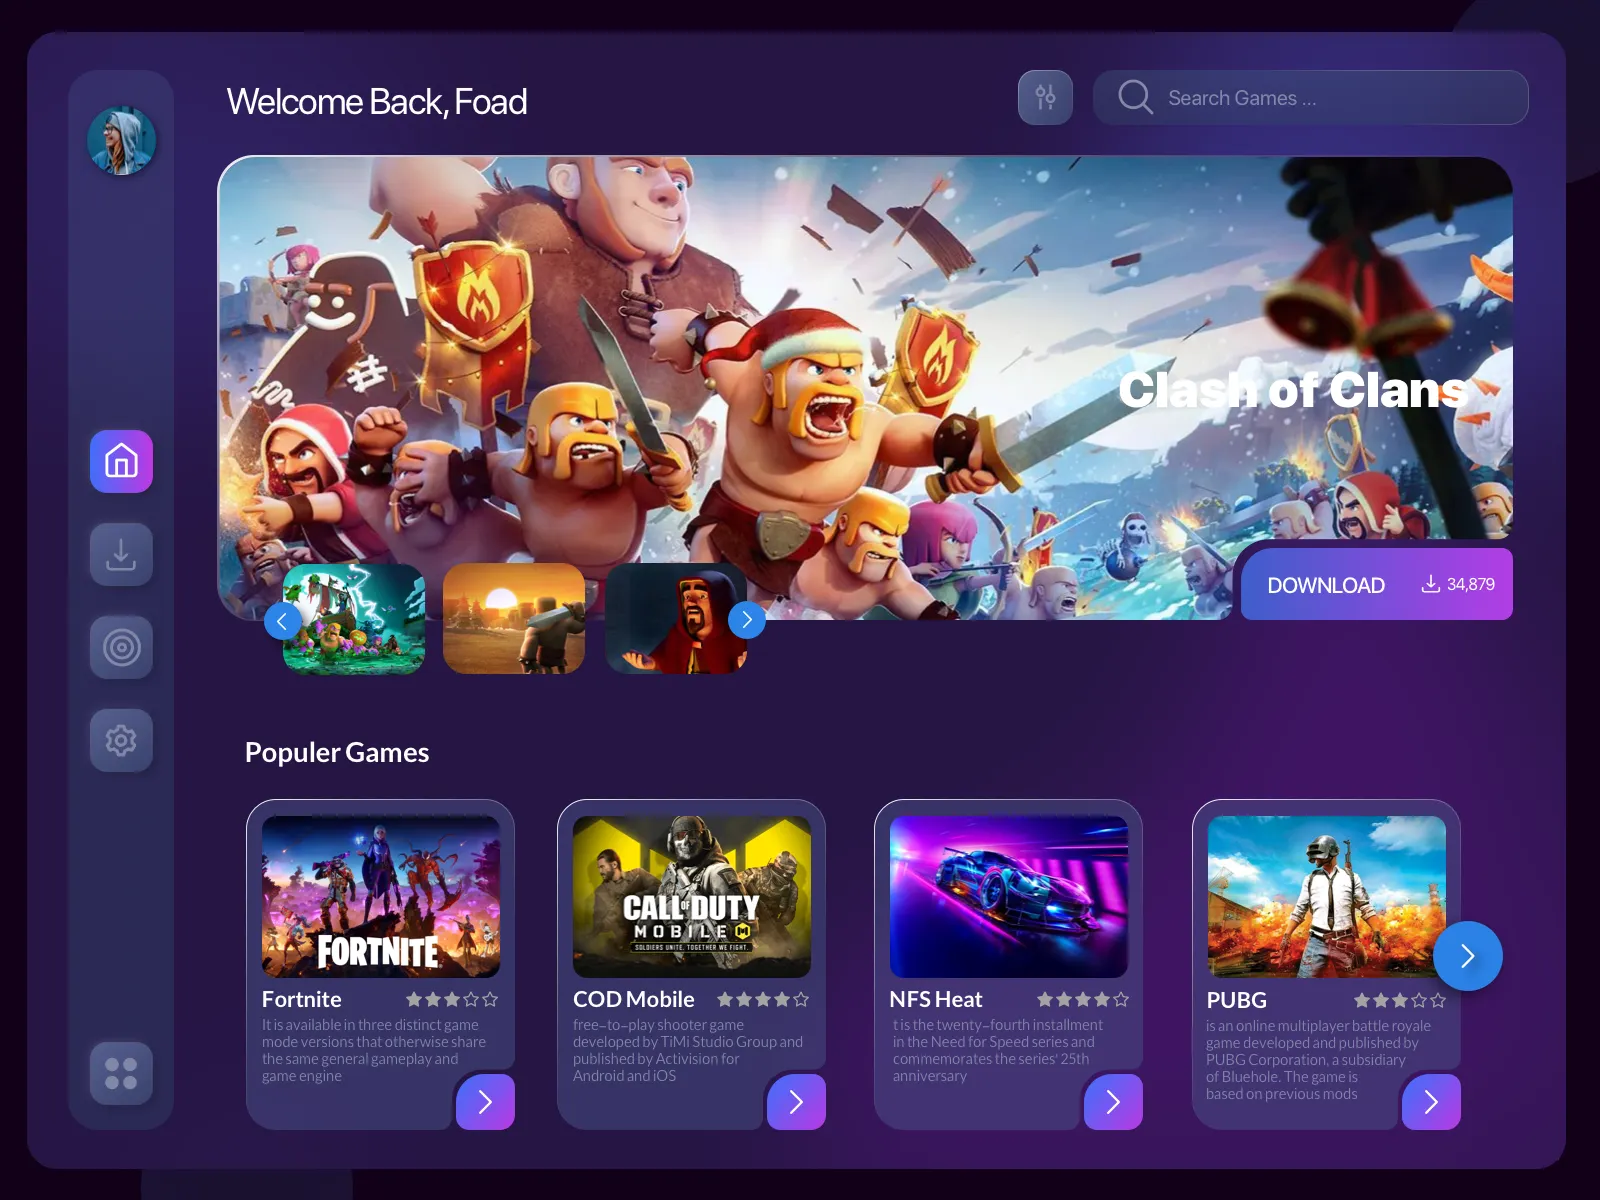 Welcome Back, Foad
Search Games ...
Clash of Clans
DOWNLOAD
34,879
Populer Games
FORTNITE
Fortnite
It is available in three distinct game
mode versions that otherwise share
the same general gameplay and
game engine
CALL OF DUTY
MOBILE
SOLDIERS UNITE. TOGETHER WE FIGHT.
COD Mobile
free-to-play shooter game
developed by TiMi Studio Group and
published by Activision for
Android and iOS
NFS Heat
t is the twenty-fourth installment
in the Need for Speed series and
commemorates the series' 25th
anniversary
PUBG
is an online multiplayer battle royale
game developed and published by
PUBG Corporation, a subsidiary
of Bluehole. The game is
based on previous mods